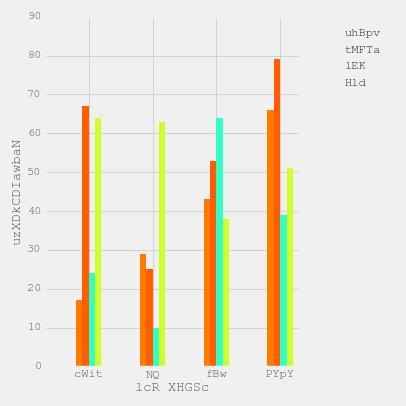 90
80
70
60
50
40
30
20
10
0
uzXDkCDIawbaN
cWit NQ fBw PYpY
lcR XHGSc
uhBpv
tMFTa
lEK
Hld